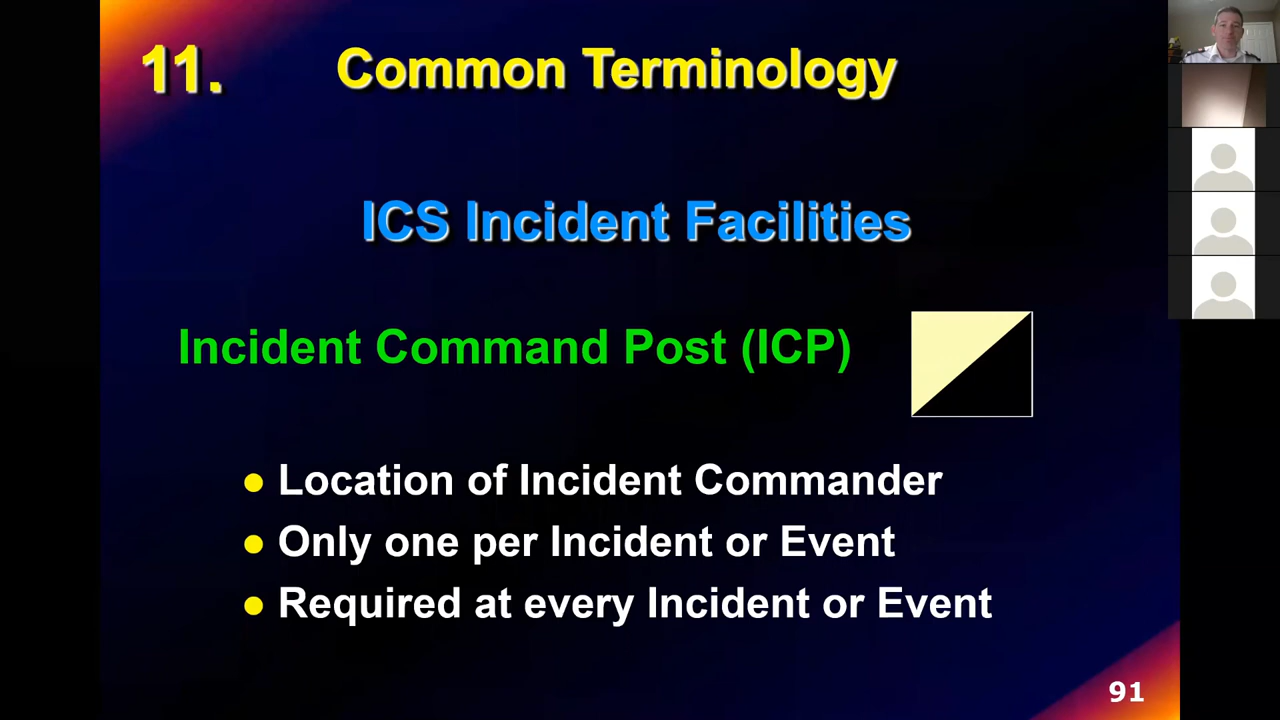 11. Common Terminology
ICS Incident Facilities
Incident Command Post (ICP)
● Location of Incident Commander
● Only one per Incident or Event
● Required at every Incident or Event
91